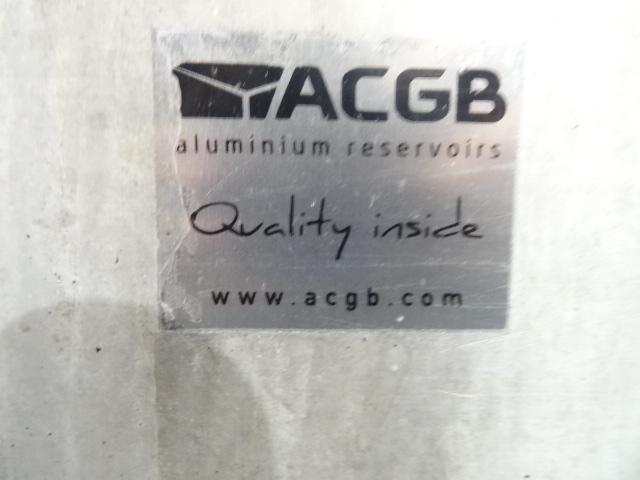 ACGB
aluminium reservoirs
Quality inside
www.acgb.com